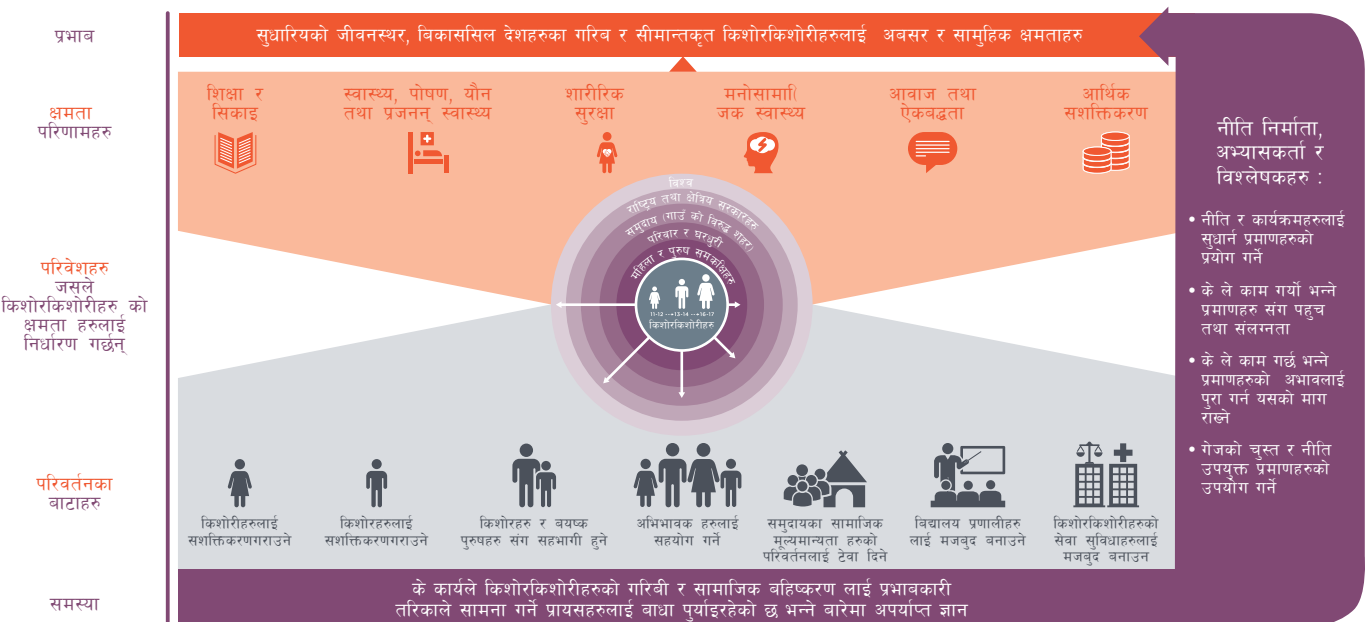 प्रभाव
सुधारियको जीवनस्थर, बिकाससिल देशहरुका गरिब र सीमान्तकृत किशोरकिशोरीहरुलाई अबसर र सामुहिक क्षमताहरु
क्षमता
परिणामहरु
शिक्षा र
सिकाइ
स्वास्थ्य, पोषण, यौन
तथा प्रजनन् स्वास्थ्य
शारीरिक
सुरक्षा
मनोसामाि
जक स्वास्थ्य
आवाज तथा
ऐकबद्धता
आर्थिक
सशक्तिकरण
परिवेशहरु
जसले
किशोरकिशोरीहरु को
क्षमता हरुलाई
निर्धारण गर्छन्
विश्व
राष्ट्रिय तथा क्षेत्रिय सरकारहरु
समुदाय (गाउँ को बिरुद्ध शहर)
परिवार र घरधुरी
महिला र पुरुष समकक्षिहरु
11-12 → 13-14 → 16-17
किशोरकिशोरीहरु
परिवर्तनका
बाटाहरु
किशोरीहरुलाई
सशक्तिकरणगराउने
किशोरहरुलाई
सशक्तिकरणगराउने
किशोरहरु र बयष्क
पुरुषहरु संग सहभागी हुने
अभिभावक हरुलाई
सहयोग गर्ने
समुदायका सामाजिक
मूल्यमान्यता हरुको
परिवर्तनलाई टेवा दिने
बिद्यालय प्रणालीहरु
लाई मजबुद बनाउने
किशोरकिशोरीहरुको
सेवा सुविधाहरुलाई
मजबुद बनाउन
समस्या
के कार्यले किशोरकिशोरीहरुको गरिबी र सामाजिक बहिष्करण लाई प्रभाबकारी
तरिकाले सामना गर्ने प्रायसहरुलाई बाधा पुर्याइरहेको छ भन्ने बारेमा अपर्याप्त ज्ञान
नीति निर्माता,
अभ्यासकर्ता र
विश्लेषकहरु :
• नीति र कार्यक्रमहरुलाई
सुधार्न प्रमाणहरुको
प्रयोग गर्ने
• के ले काम गर्यो भन्ने
प्रमाणहरु संग पहुच
तथा संलग्नता
• के ले काम गर्छ भन्ने
प्रमाणहरुको अभावलाई
पुरा गर्न यसको माग
राख्ने
• गेजको चुस्त र नीति
उपयुक्त प्रमाणहरुको
उपयोग गर्ने